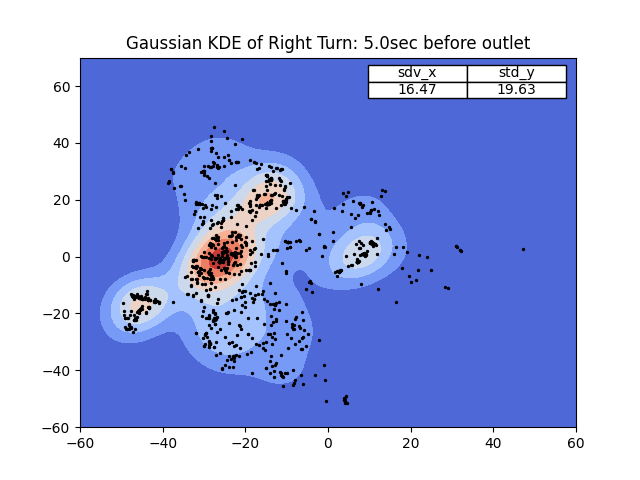 Gaussian KDE of Right Turn: 5.0sec before outlet
sdv_x std_y
16.47 19.63
60
40
20
0
−20
−40
−60
−60 −40 −20 0 20 40 60